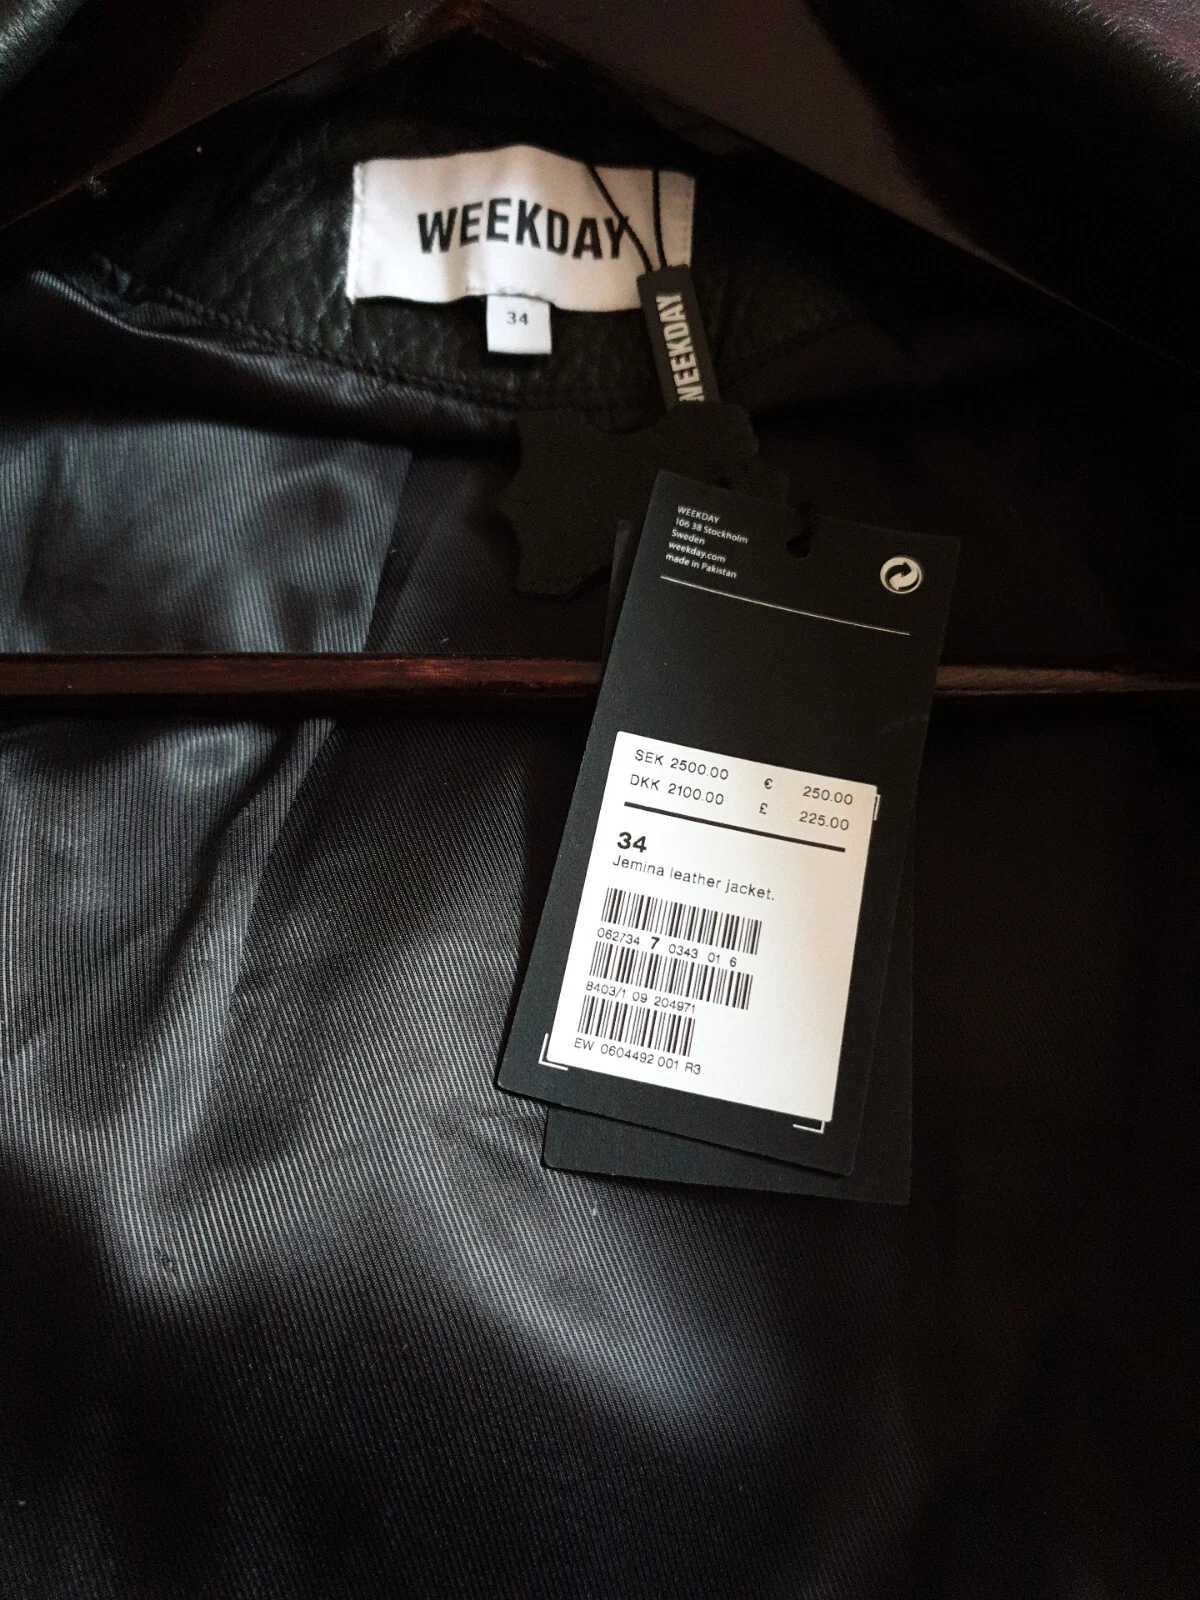 WEEKDAY
34
WEEKDAY
WEEKDAY
106 38 Stockholm
Sweden
weekday.com
made in Pakistan
SEK 2500.00 € 250.00
DKK 2100.00 £ 225.00
34
Jemina leather jacket.
062734 7 0343 01 6
8403/1 09 204971
EW 0604492 001 R3